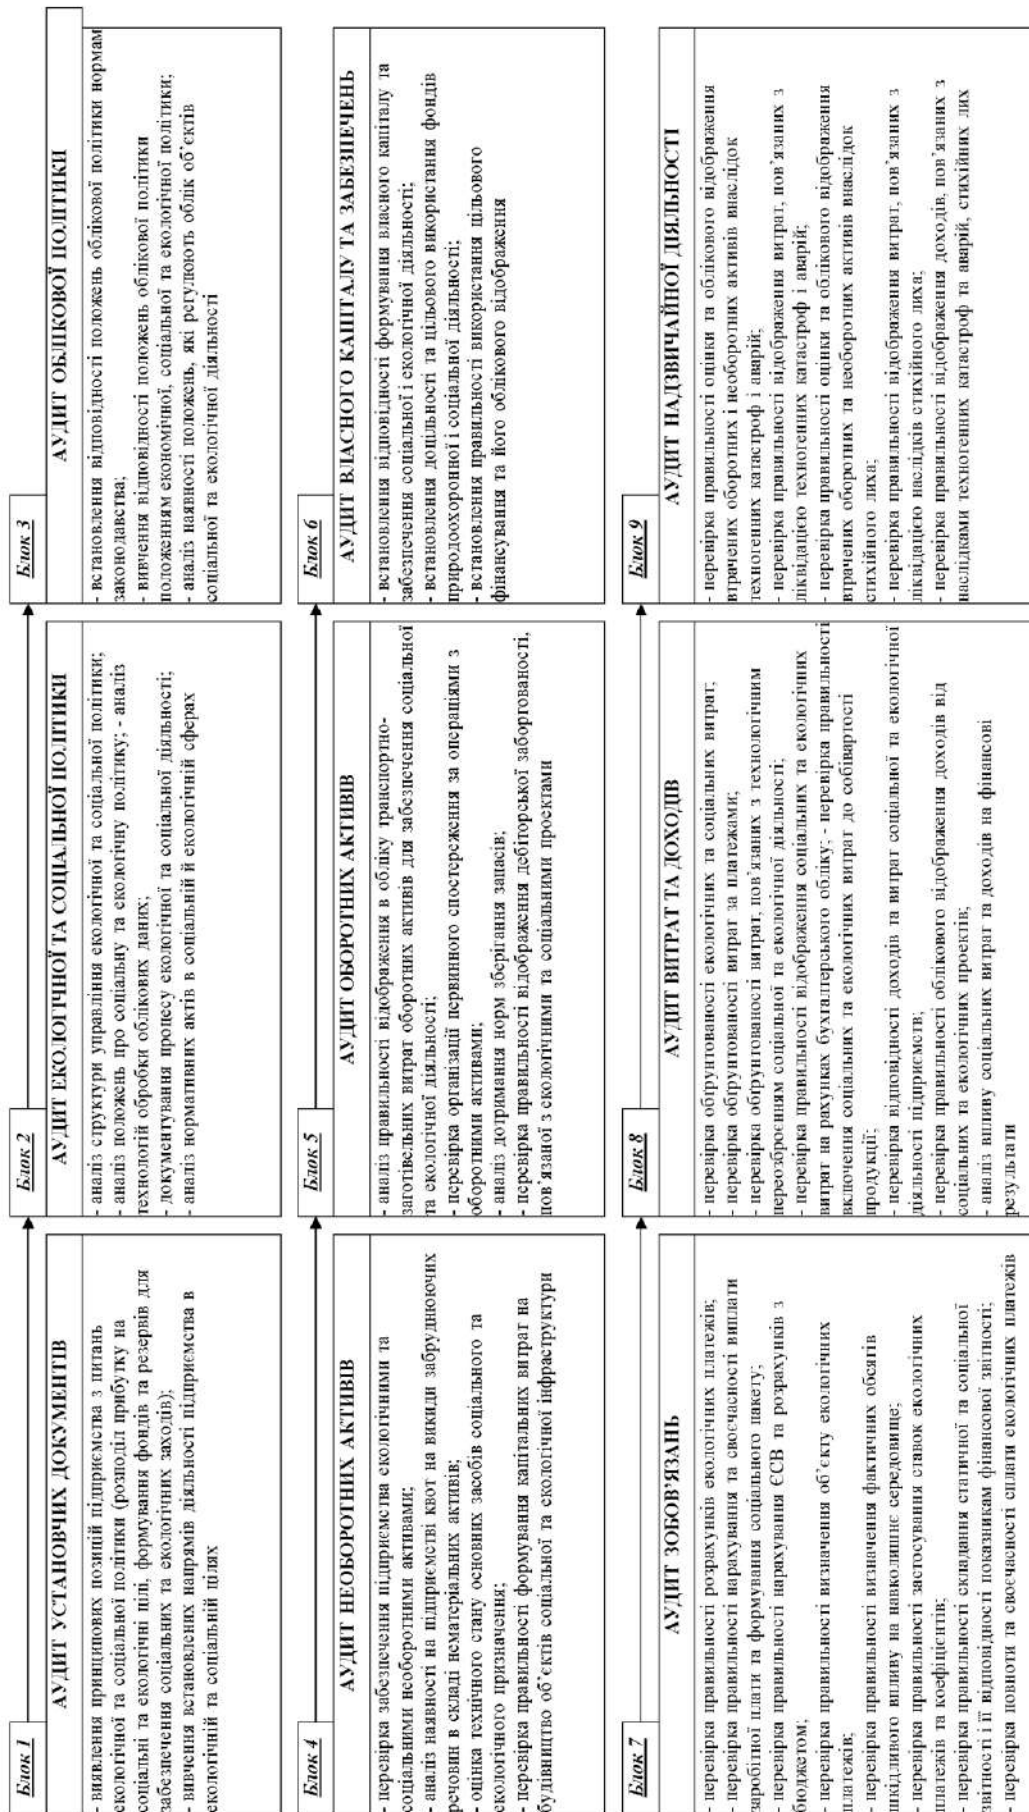 Блок 1
АУДИТ УСТАНОВЧИХ ДОКУМЕНТІВ
- виявлення принципових позицій підприємства з питань
екологічної та соціальної політики (розподіл прибутку на
соціальні та екологічні цілі, формування фондів та резервів для
забезпечення соціальних та екологічних заходів);
- вивчення встановлених напрямів діяльності підприємства в
екологічній та соціальній цілях
Блок 2
АУДИТ ЕКОЛОГІЧНОЇ ТА СОЦІАЛЬНОЇ ПОЛІТИКИ
- аналіз структури управління екологічної та соціальної політики;
- аналіз положень про соціальну та екологічну політику; - аналіз
технологій обробки облікових даних;
- документування процесу екологічної та соціальної діяльності;
- аналіз нормативних актів в соціальній й екологічній сферах
Блок 3
АУДИТ ОБЛІКОВОЇ ПОЛІТИКИ
- встановлення відповідності положень облікової політики нормам
законодавства;
- вивчення відповідності положень облікової політики
положенням економічної, соціальної та екологічної політики;
- аналіз наявності положень, які регулюють облік об'єктів
соціальної та екологічної діяльності
Блок 4
АУДИТ НЕОБОРОТНИХ АКТИВІВ
- перевірка забезпечення підприємства екологічними та
соціальними необоротними активами;
- аналіз наявності на підприємстві квот на викиди забруднюючих
речовин в складі нематеріальних активів;
- оцінка технічного стану основних засобів соціального та
екологічного призначення;
- перевірка правильності формування капітальних витрат на
будівництво об'єктів соціальної та екологічної інфраструктури
Блок 5
АУДИТ ОБОРОТНИХ АКТИВІВ
- аналіз правильності відображення в обліку транспортно-
заготівельних витрат оборотних активів для забезпечення соціальної
та екологічної діяльності;
- перевірка організації первинного спостереження за операціями з
оборотними активами;
- аналіз дотримання норм зберігання запасів;
- перевірка правильності відображення дебіторської заборгованості,
пов'язаної з екологічними та соціальними проектами
Блок 6
АУДИТ ВЛАСНОГО КАПІТАЛУ ТА ЗАБЕЗПЕЧЕНЬ
- встановлення відповідності формування власного капіталу та
забезпечення соціальної і екологічної діяльності;
- встановлення доцільності та цільового використання фондів
природоохоронної і соціальної діяльності;
- встановлення правильності використання цільового
фінансування та його облікового відображення
Блок 7
АУДИТ ЗОБОВ'ЯЗАНЬ
- перевірка правильності розрахунків екологічних платежів;
- перевірка правильності нарахування та своєчасності виплати
заробітної плати та формування соціального пакету;
- перевірка правильності нарахування ЄСВ та розрахунків з
бюджетом;
- перевірка правильності визначення об'єкту екологічних
платежів;
- перевірка правильності визначення фактичних обсягів
шкідливого впливу на навколишнє середовище;
- перевірка правильності застосування ставок екологічних
платежів та коефіцієнтів;
- перевірка правильності складання статичної та соціальної
звітності і її відповідності показникам фінансової звітності;
- перевірка повноти та своєчасності сплати екологічних платежів
Блок 8
АУДИТ ВИТРАТ ТА ДОХОДІВ
- перевірка обґрунтованості екологічних та соціальних витрат;
- перевірка обґрунтованості витрат за платежами;
- перевірка обґрунтованості витрат, пов'язаних з технологічним
переозброєнням соціальної та екологічної діяльності;
- перевірка правильності відображення соціальних та екологічних
витрат на рахунках бухгалтерського обліку; - перевірка правильності
включення соціальних та екологічних витрат до собівартості
продукції;
- перевірка відповідності доходів та витрат соціальної та екологічної
діяльності підприємств;
- перевірка правильності облікового відображення доходів від
соціальних та екологічних проектів;
- аналіз впливу соціальних витрат та доходів на фінансові
результати
Блок 9
АУДИТ НАДЗВИЧАЙНОЇ ДІЯЛЬНОСТІ
- перевірка правильності оцінки та облікового відображення
втрачених оборотних і необоротних активів внаслідок
техногенних катастроф і аварій;
- перевірка правильності відображення витрат, пов'язаних з
ліквідацією техногенних катастроф і аварій;
- перевірка правильності оцінки та облікового відображення
втрачених оборотних та необоротних активів внаслідок
стихійного лиха;
- перевірка правильності відображення витрат, пов'язаних з
ліквідацією наслідків стихійного лиха;
- перевірка правильності відображення доходів, пов'язаних з
наслідками техногенних катастроф та аварій, стихійних лих